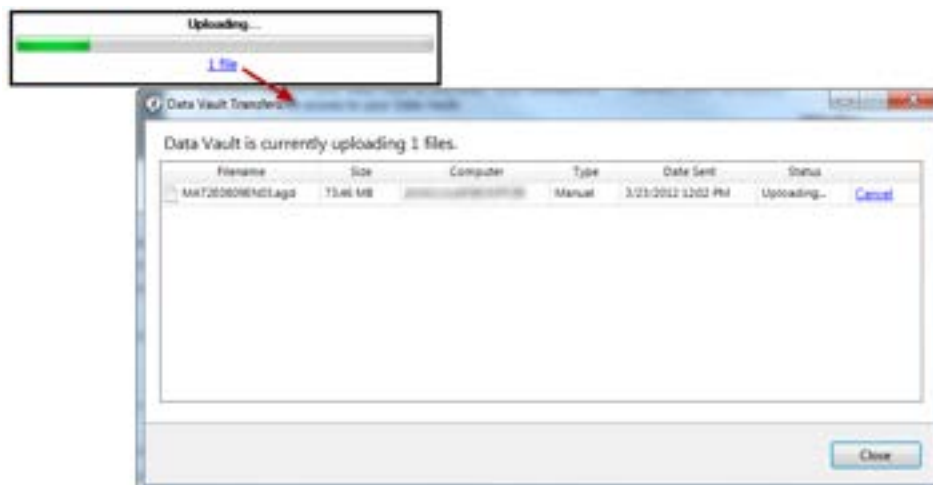 Uploading...
1 file
Data Vault Transfers
Data Vault is currently uploading 1 files.
Filename Size Computer Type Date Sent Status
73.46 MB Manual 3/23/2012 12:02 PM Uploading... Cancel
Close